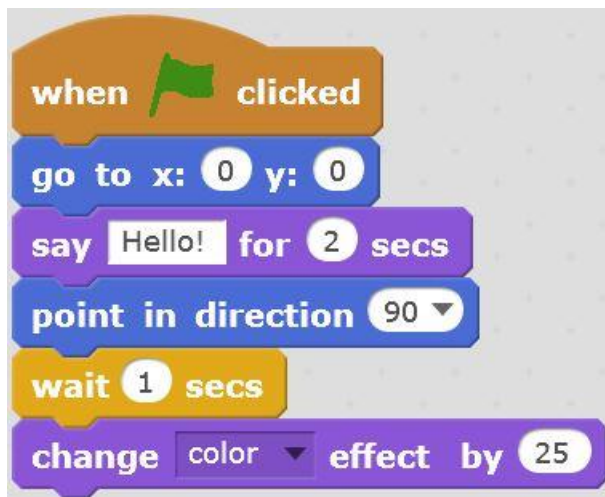 when clicked
go to x: 0 y: 0
say Hello! for 2 secs
point in direction 90
wait 1 secs
change color effect by 25